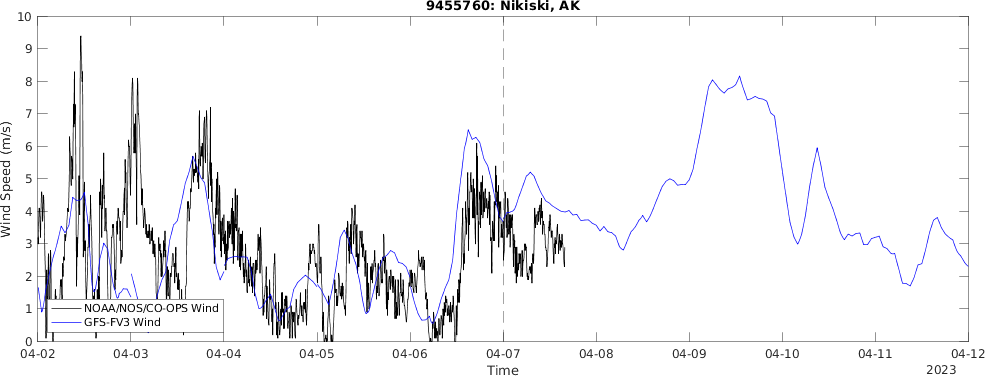 9455760: Nikiski, AK
10
9
8
7
6
5
4
3
2
1
0
Wind Speed (m/s)
NOAA/NOS/CO-OPS Wind
GFS-FV3 Wind
04-02 04-03 04-04 04-05 04-06 04-07 04-08 04-09 04-10 04-11 04-12
Time
2023